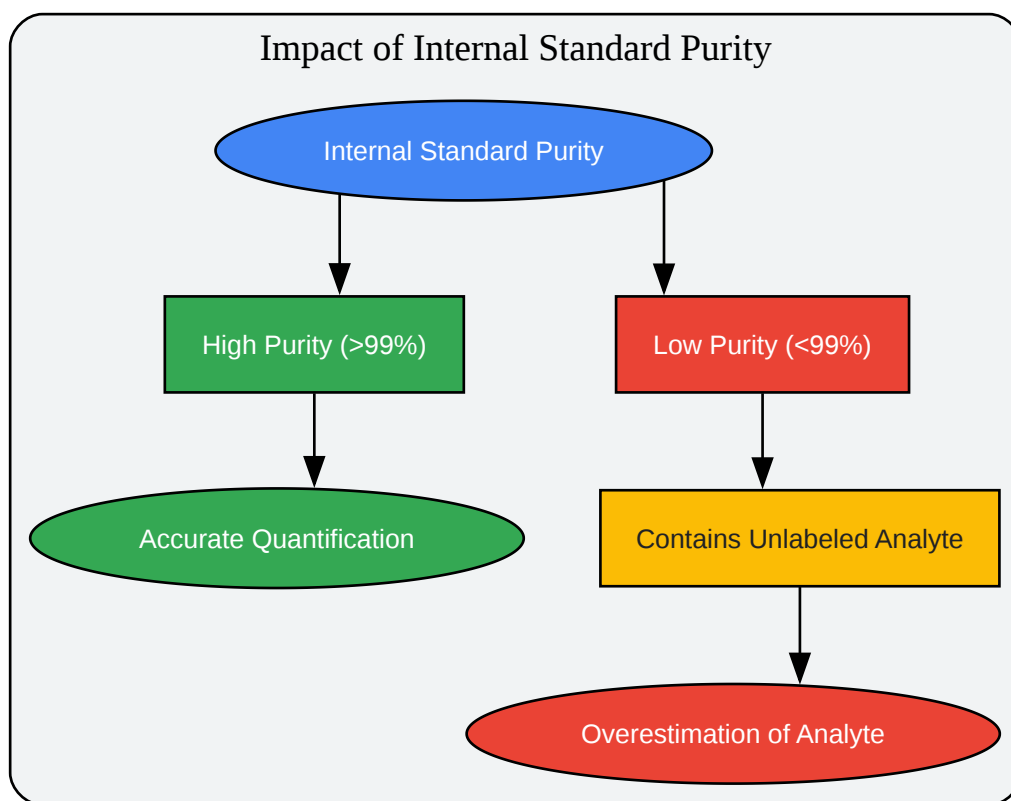 Impact of Internal Standard Purity
Internal Standard Purity
High Purity (>99%)
Low Purity (<99%)
Accurate Quantification
Contains Unlabeled Analyte
Overestimation of Analyte